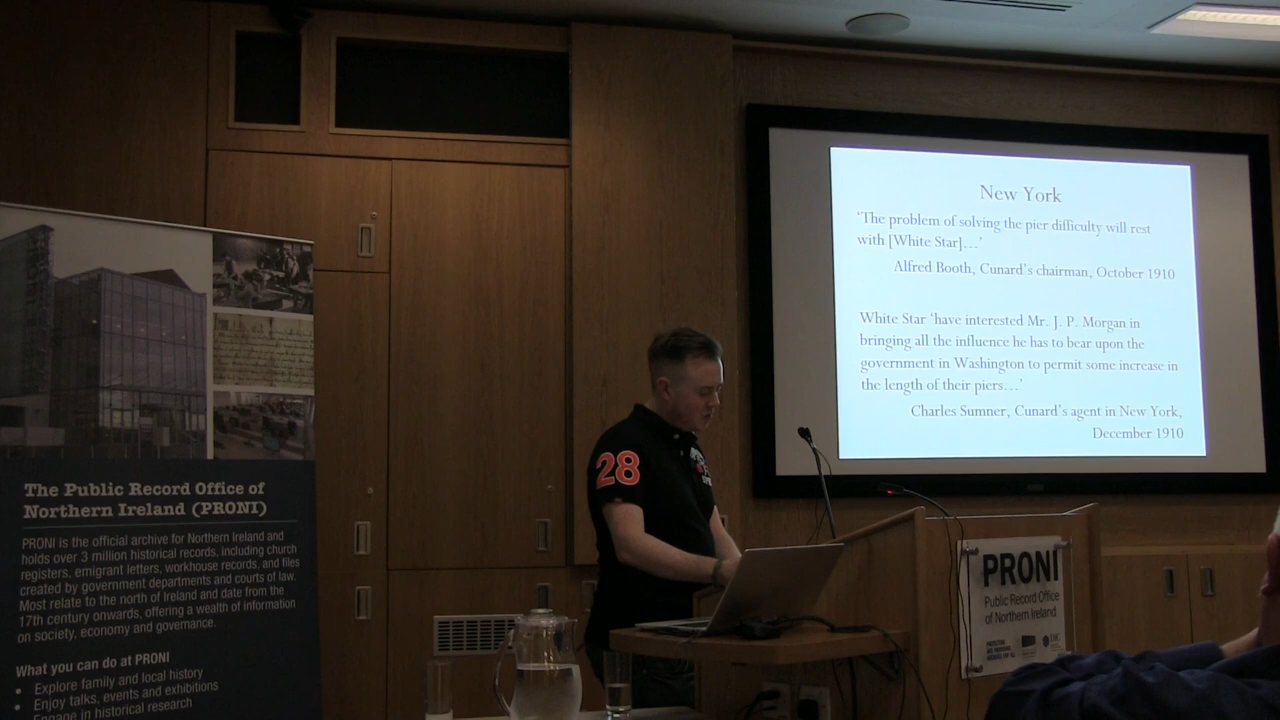 The Public Record Office of
Northern Ireland (PRONI)
PRONI is the official archive for Northern Ireland and
holds over 3 million historical records, including church
registers, emigrant letters, workhouse records, and files
created by government departments and courts of law.
Most relate to the north of Ireland and date from the
17th century onwards, offering a wealth of information
on society, economy and governance.
What you can do at PRONI
• Explore family and local history
• Enjoy talks, events and exhibitions
• Engage in historical research
28
New York
‘The problem of solving the pier difficulty will rest
with [White Star]…’
Alfred Booth, Cunard’s chairman, October 1910
White Star ‘have interested Mr. J. P. Morgan in
bringing all the influence he has to bear upon the
government in Washington to permit some increase in
the length of their piers…’
Charles Sumner, Cunard’s agent in New York,
December 1910
PRONI
Public Record Office
of Northern Ireland